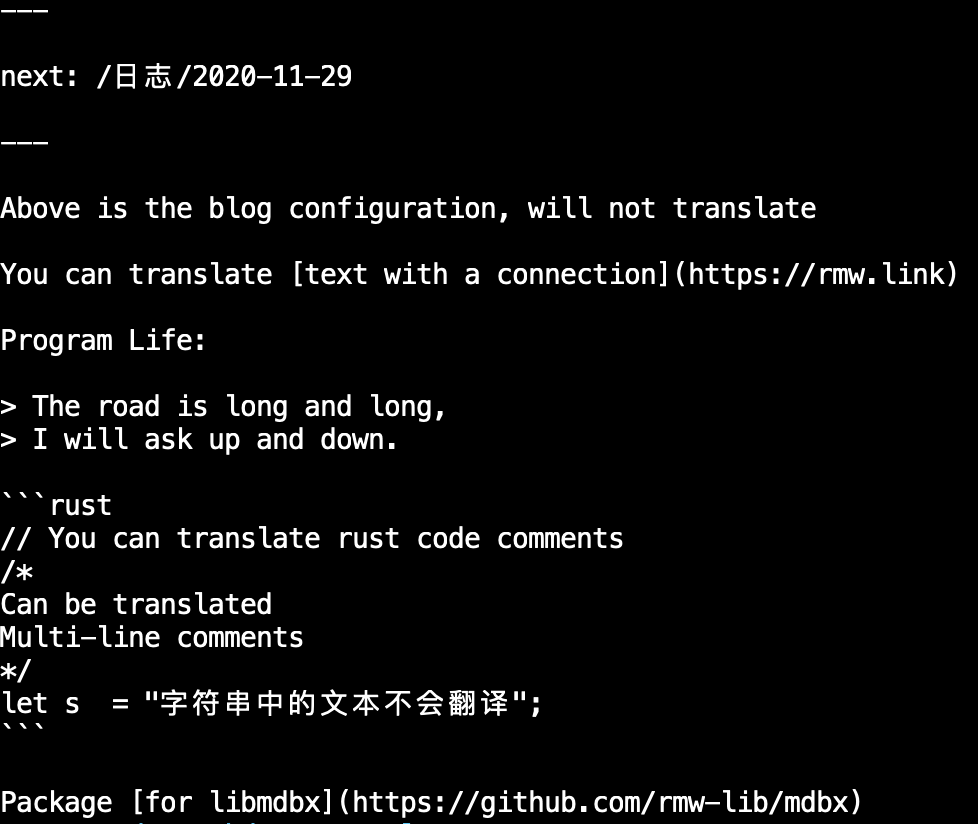 ---
next: /日志/2020-11-29
---
Above is the blog configuration, will not translate
You can translate [text with a connection](https://rmw.link)
Program Life:
> The road is long and long,
> I will ask up and down.
```rust
// You can translate rust code comments
/*
Can be translated
Multi-line comments
*/
let s  = "字符串中的文本不会翻译";
```
Package [for libmdbx](https://github.com/rmw-lib/mdbx)